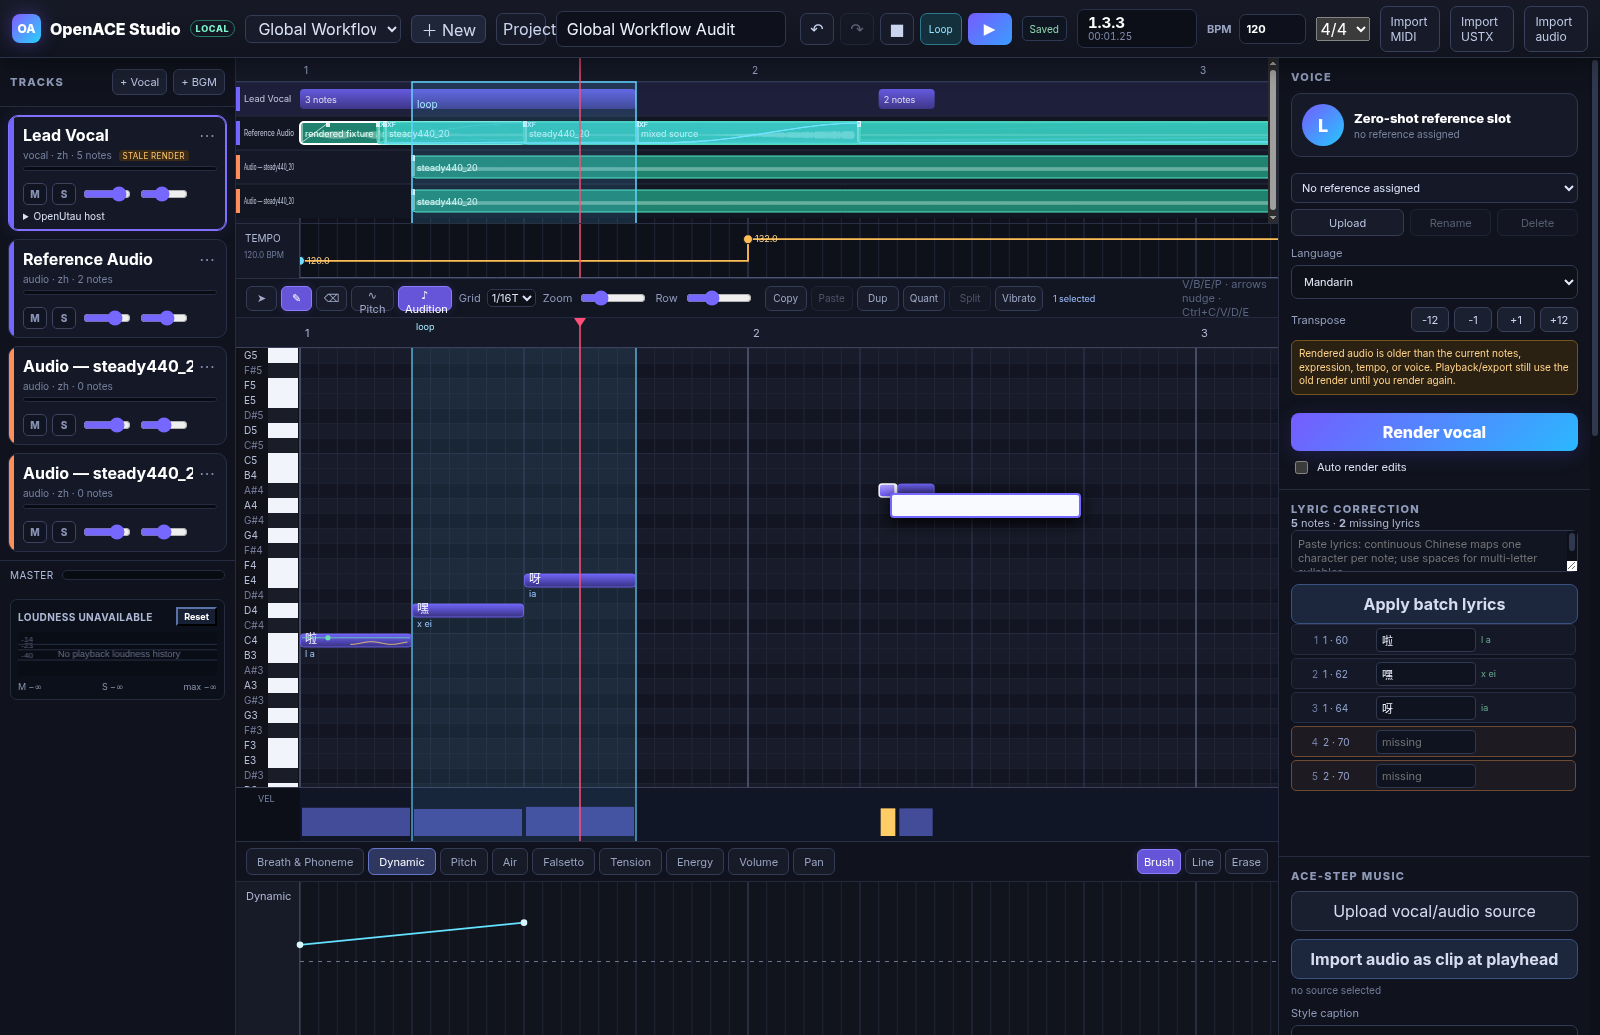 OA OpenACE Studio LOCAL Global Workflow + New Project Global Workflow Audit Loop Saved 1.3.3 00:01.25 BPM 120 4/4 Import MIDI Import USTX Import audio
TRACKS + Vocal + BGM
Lead Vocal ...
vocal · zh · 5 notes STALE RENDER
M S
OpenUtau host
Reference Audio ...
audio · zh · 2 notes
M S
Audio — steady440_2 ...
audio · zh · 0 notes
M S
Audio — steady440_2 ...
audio · zh · 0 notes
M S
MASTER
LOUDNESS UNAVAILABLE Reset
-14
-23
-40
No playback loudness history
M −∞ S −∞ max −∞
1 2 3
Lead Vocal 3 notes loop 2 notes
Reference Audio rendered fixture XF steady440_20 XF steady440_20 XF mixed source
Audio — steady440_20 steady440_20
Audio — steady440_20 steady440_20
TEMPO
120.0 BPM
120.0
132.0
Pitch
Audition
Grid 1/16T Zoom Row Copy Paste Dup Quant Split Vibrato 1 selected
V/B/E/P · arrows
nudge ·
Ctrl+C/V/D/E
loop
1 2 3
G5
F#5
F5
E5
D#5
D5
C#5
C5
B4
A#4
A4
G#4
G4
F#4
F4
E4 呀
D#4 ia
D4 嘿
C#4 x ei
C4 啦
B3 l a
A#3
A3
G#3
G3
F#3
F3
E3
D#3
VEL
Breath & Phoneme Dynamic Pitch Air Falsetto Tension Energy Volume Pan Brush Line Erase
Dynamic
VOICE
L
Zero-shot reference slot
no reference assigned
No reference assigned
Upload Rename Delete
Language
Mandarin
Transpose -12 -1 +1 +12
Rendered audio is older than the current notes,
expression, tempo, or voice. Playback/export still use the
old render until you render again.
Render vocal
Auto render edits
LYRIC CORRECTION
5 notes · 2 missing lyrics
Paste lyrics: continuous Chinese maps one
character per note; use spaces for multi-letter
syllables.
Apply batch lyrics
1 1 · 60 啦 l a
2 1 · 62 嘿 x ei
3 1 · 64 呀 ia
4 2 · 70 missing
5 2 · 70 missing
ACE-STEP MUSIC
Upload vocal/audio source
Import audio as clip at playhead
no source selected
Style caption